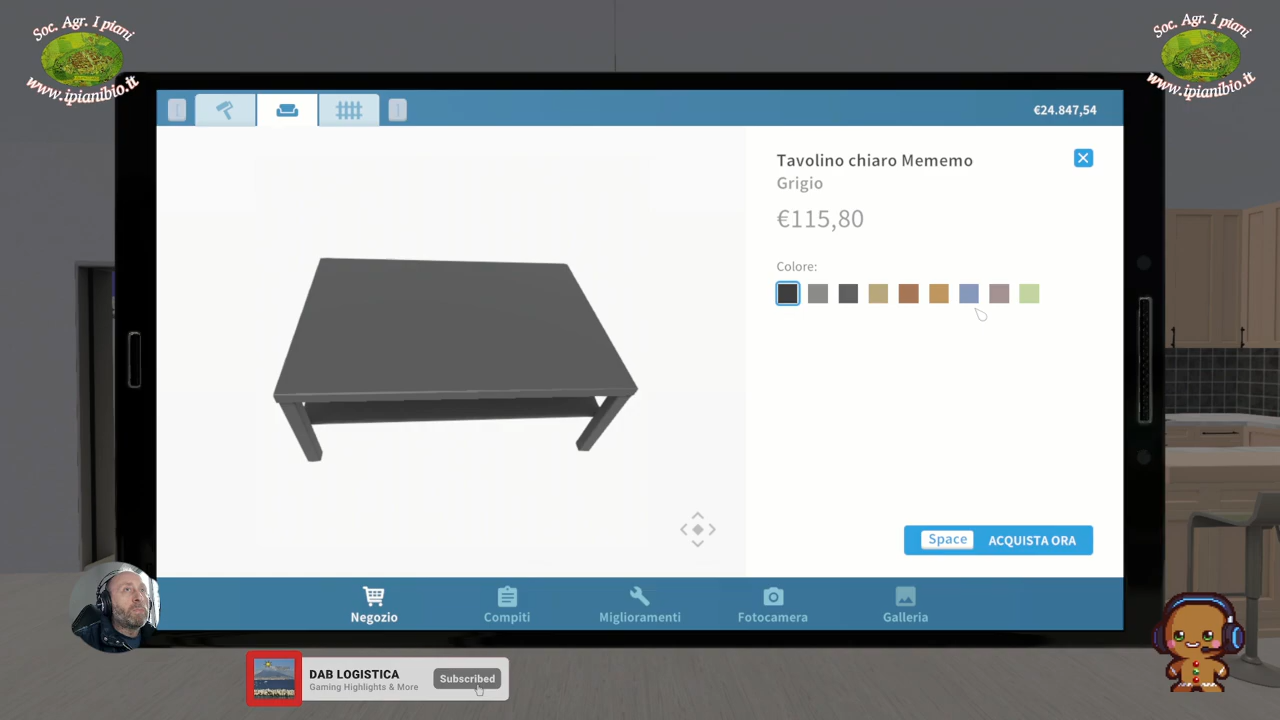 Soc. Agr. I piani
www.ipianibio.it
Soc. Agr. I piani
www.ipianibio.it
€24.847,54
Tavolino chiaro Mememo
Grigio
€115,80
Colore:
Space ACQUISTA ORA
Negozio
Compiti
Miglioramenti
Fotocamera
Galleria
DAB LOGISTICA
Gaming Highlights & More
Subscribed